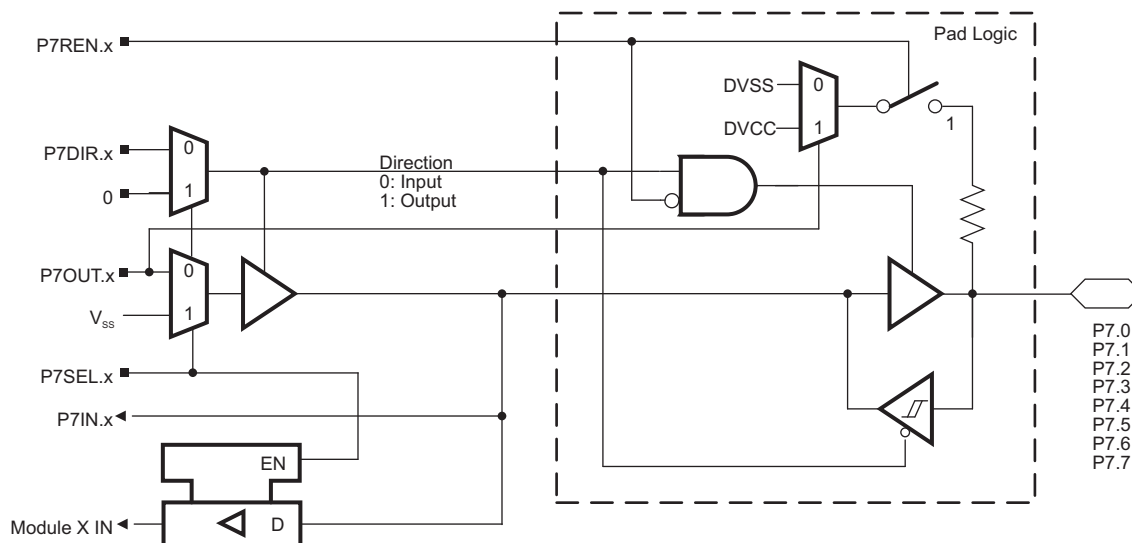 P7REN.x
Pad Logic
DVSS
0
DVCC
1
1
P7DIR.x
0
0
1
Direction
0: Input
1: Output
P7OUT.x
0
VSS
1
P7SEL.x
P7IN.x
EN
Module X IN
D
P7.0
P7.1
P7.2
P7.3
P7.4
P7.5
P7.6
P7.7